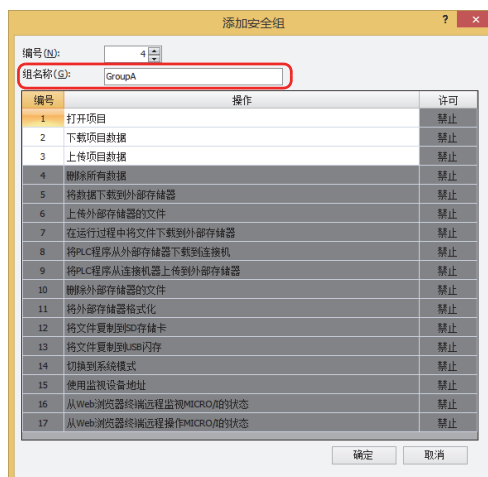 添加安全组
? ×
编号(N): 4
组名称(G): GroupA
编号 操作 许可
1 打开项目 禁止
2 下载项目数据 禁止
3 上传项目数据 禁止
4 删除所有数据 禁止
5 将数据下载到外部存储器 禁止
6 上传外部存储器的文件 禁止
7 在运行过程中将文件下载到外部存储器 禁止
8 将PLC程序从外部存储器下载到连接机 禁止
9 将PLC程序从连接机器上传到外部存储器 禁止
10 删除外部存储器的文件 禁止
11 将外部存储器格式化 禁止
12 将文件复制到SD存储卡 禁止
13 将文件复制到USB闪存 禁止
14 切换到系统模式 禁止
15 使用监视设备地址 禁止
16 从Web浏览器终端远程监视MICRO/I的状态 禁止
17 从Web浏览器终端远程操作MICRO/I的状态 禁止
确定 取消